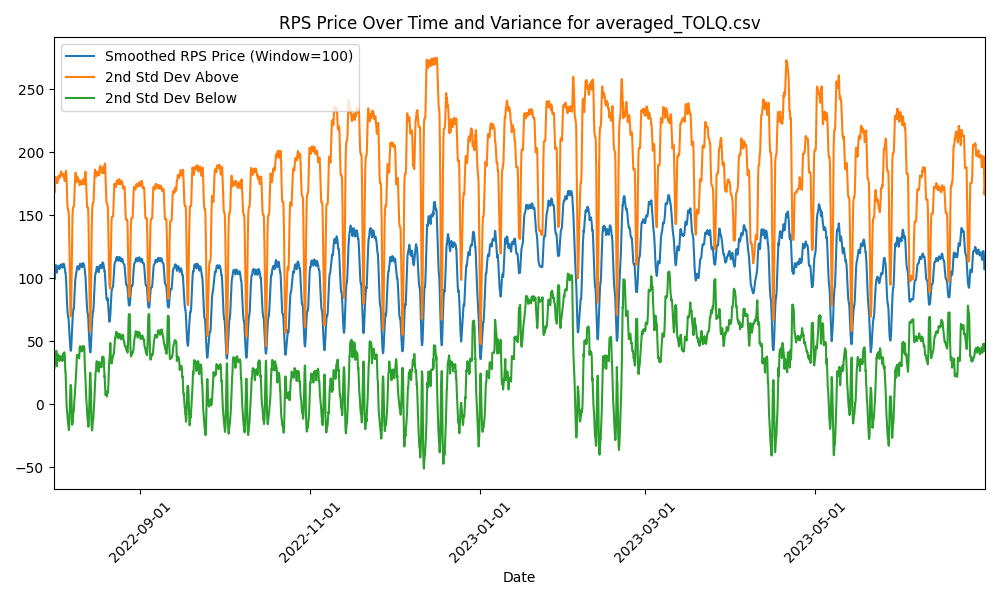 RPS Price Over Time and Variance for averaged_TOLQ.csv
Smoothed RPS Price (Window=100)
2nd Std Dev Above
2nd Std Dev Below
250
200
150
100
50
0
−50
2022-09-01
2022-11-01
2023-01-01
2023-03-01
2023-05-01
Date